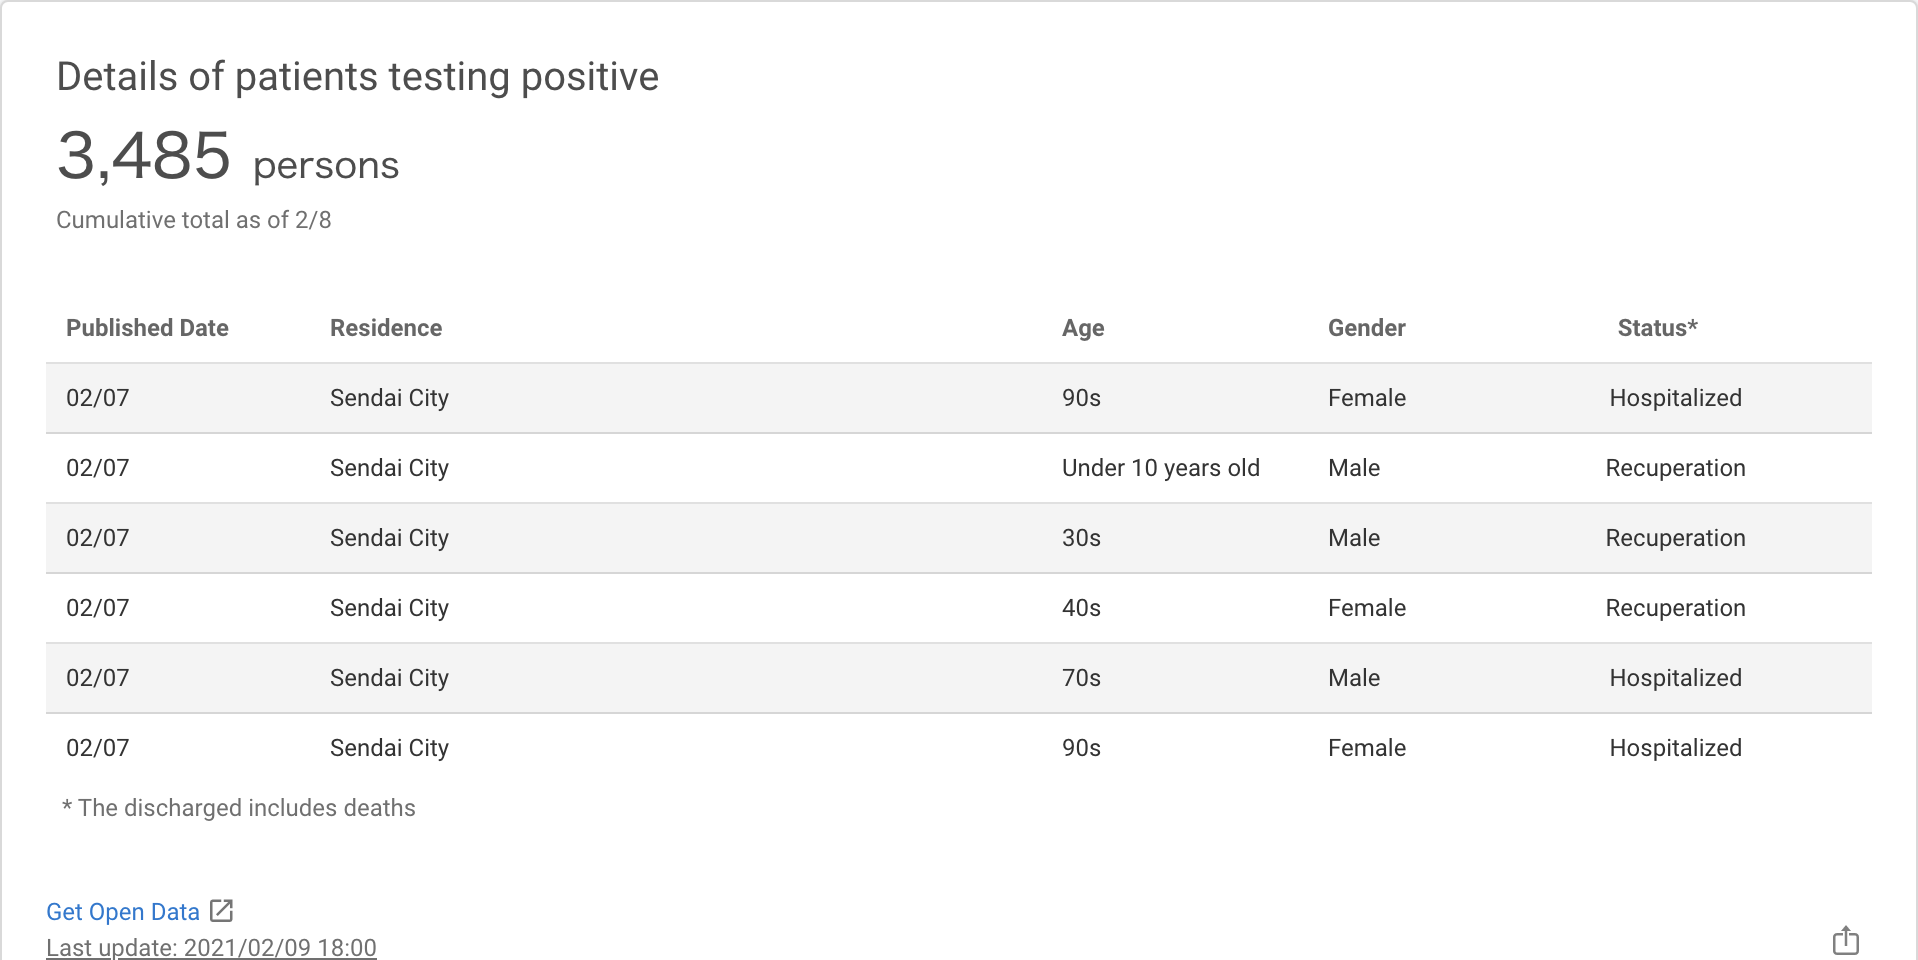 Details of patients testing positive
3,485 persons
Cumulative total as of 2/8
Published Date Residence Age Gender Status*
02/07 Sendai City 90s Female Hospitalized
02/07 Sendai City Under 10 years old Male Recuperation
02/07 Sendai City 30s Male Recuperation
02/07 Sendai City 40s Female Recuperation
02/07 Sendai City 70s Male Hospitalized
02/07 Sendai City 90s Female Hospitalized
* The discharged includes deaths
Get Open Data
Last update: 2021/02/09 18:00